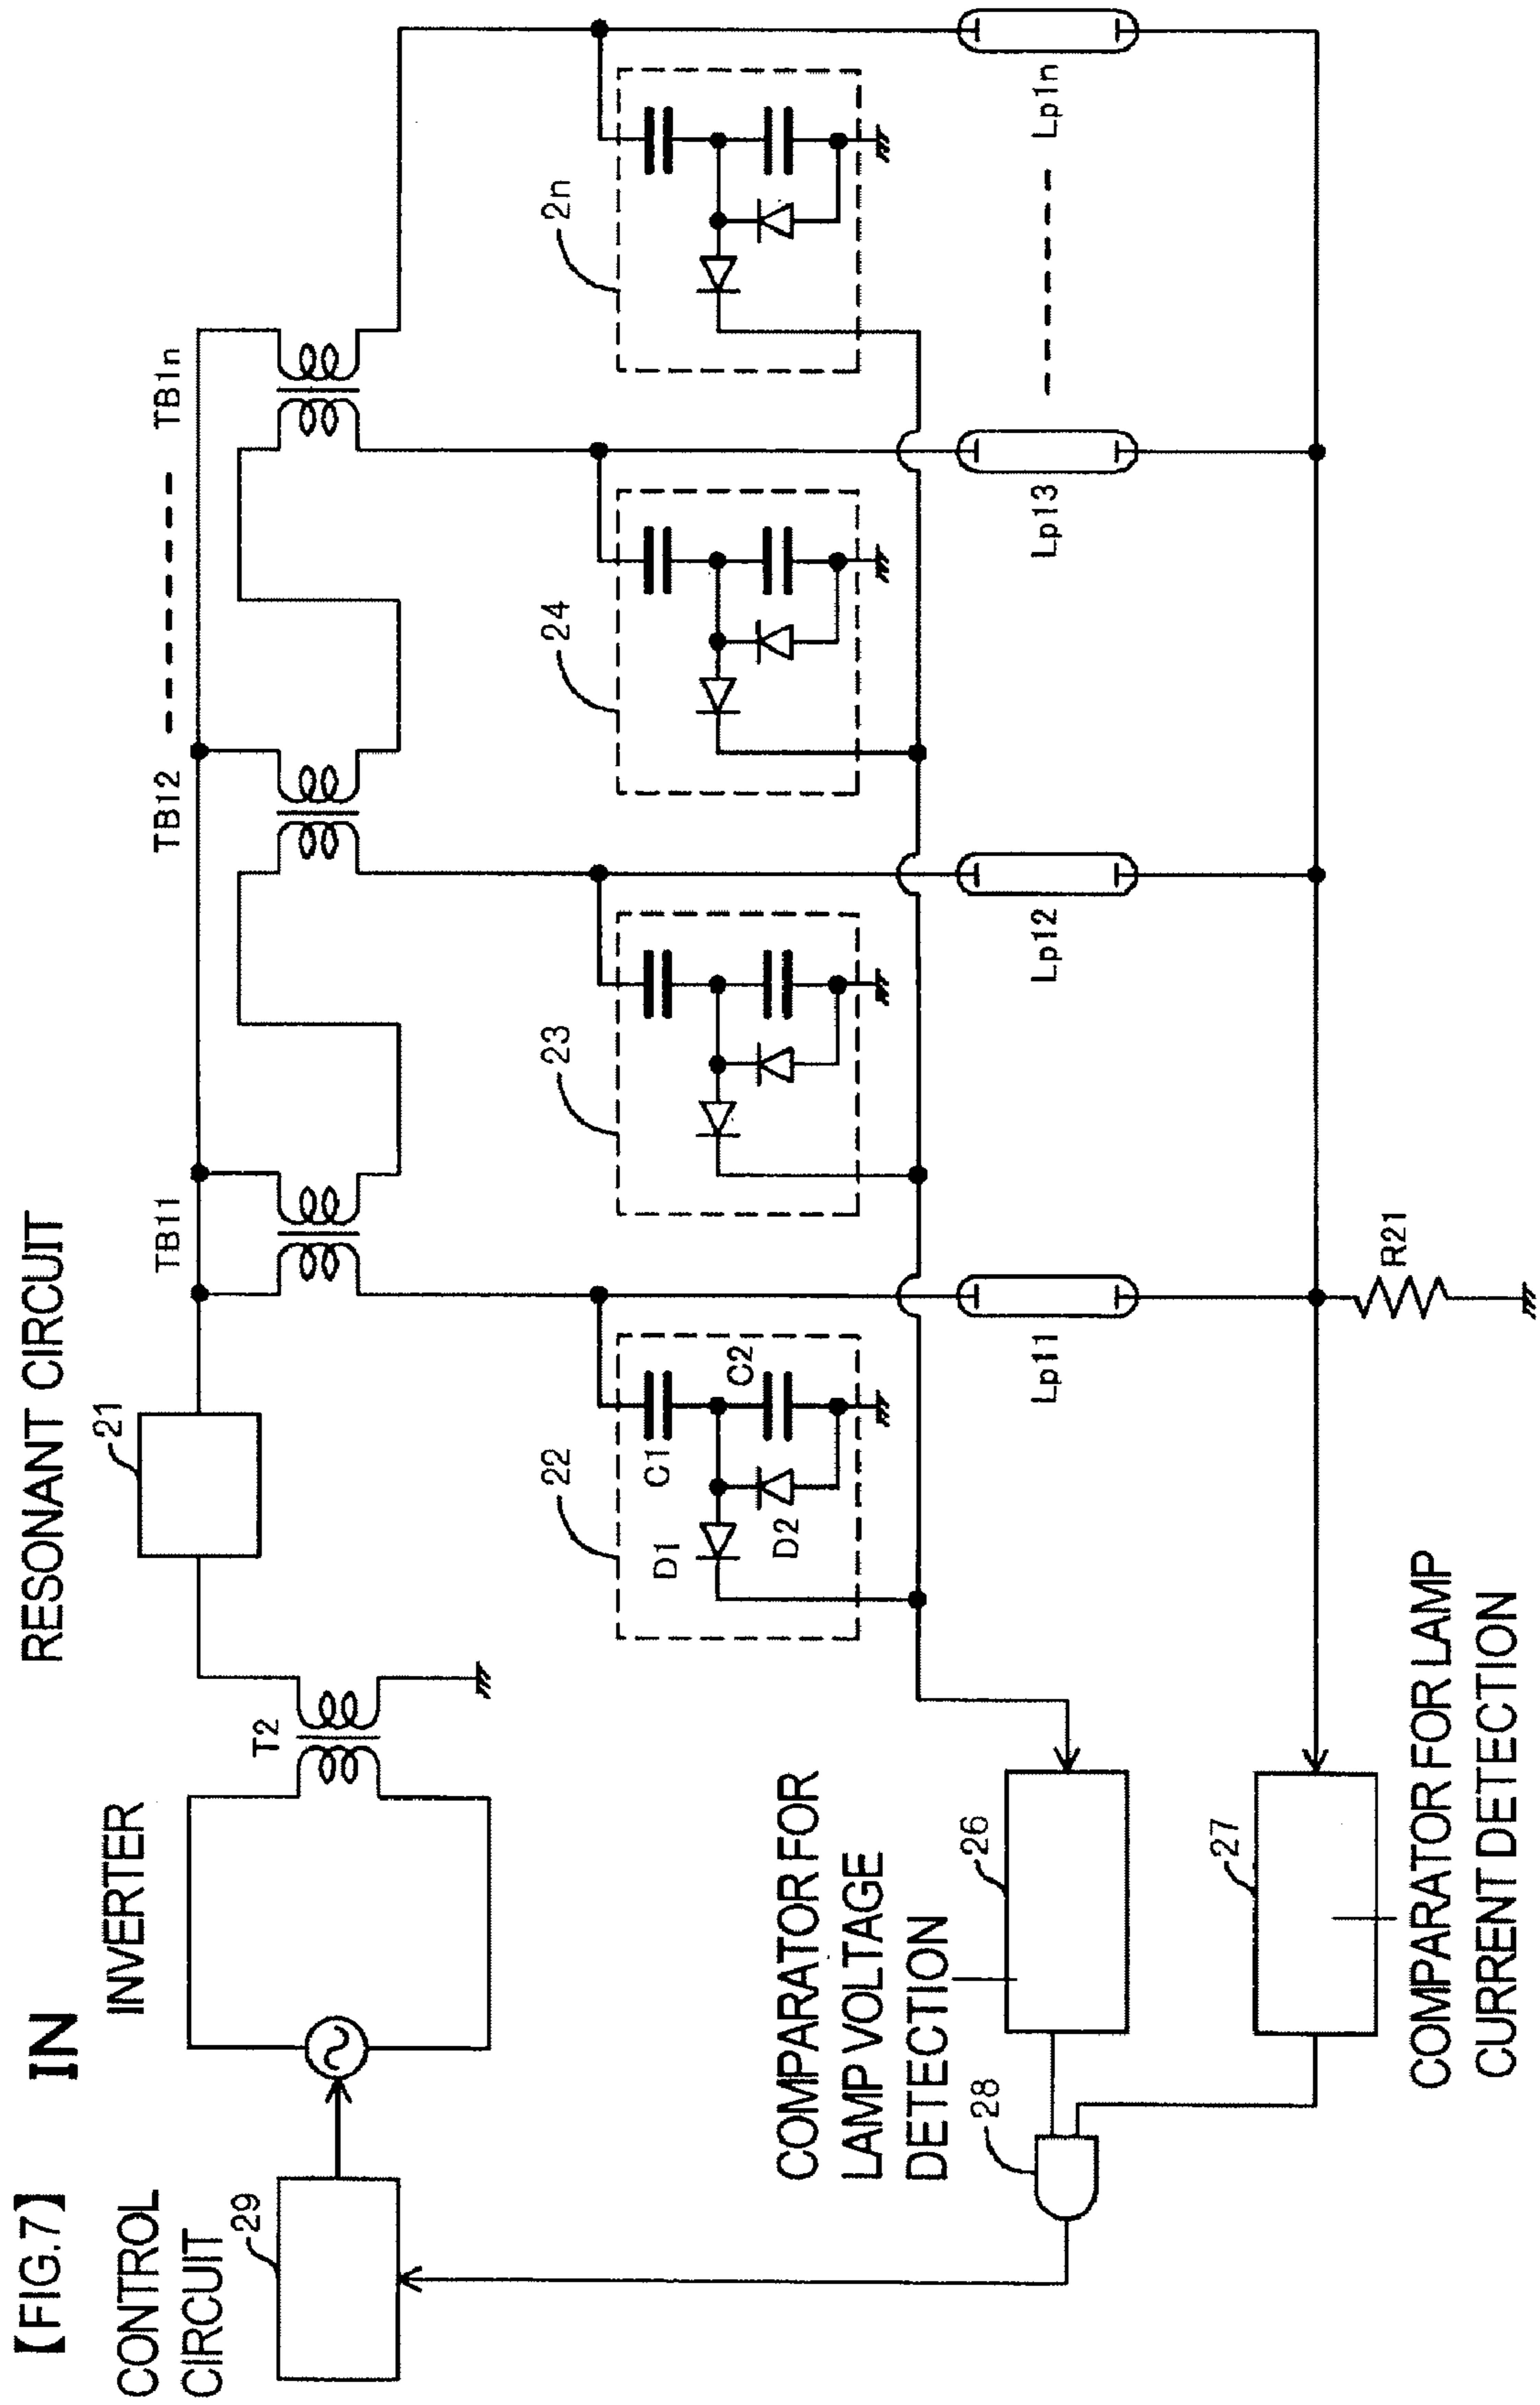 【FIG.7】
IN
CONTROL
CIRCUIT
29
INVERTER
T2
RESONANT CIRCUIT
21
TB11
TB12
TB1n
22
23
24
2n
C1
C2
D1
D2
COMPARATOR FOR
LAMP VOLTAGE
DETECTION
26
28
Lp11
Lp12
Lp13
Lp1n
27
R21
COMPARATOR FOR LAMP
CURRENT DETECTION